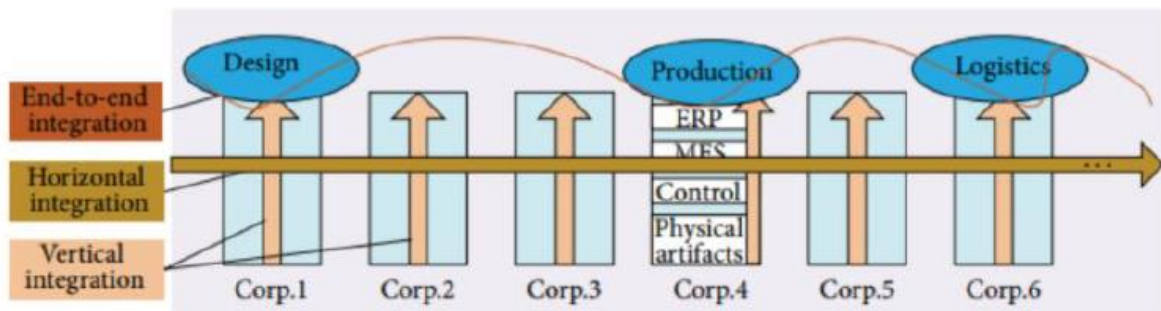 Design
Production
Logistics
End-to-end
integration
ERP
MES
Horizontal
integration
...
Control
Vertical
integration
Physical
artifacts
Corp.1
Corp.2
Corp.3
Corp.4
Corp.5
Corp.6